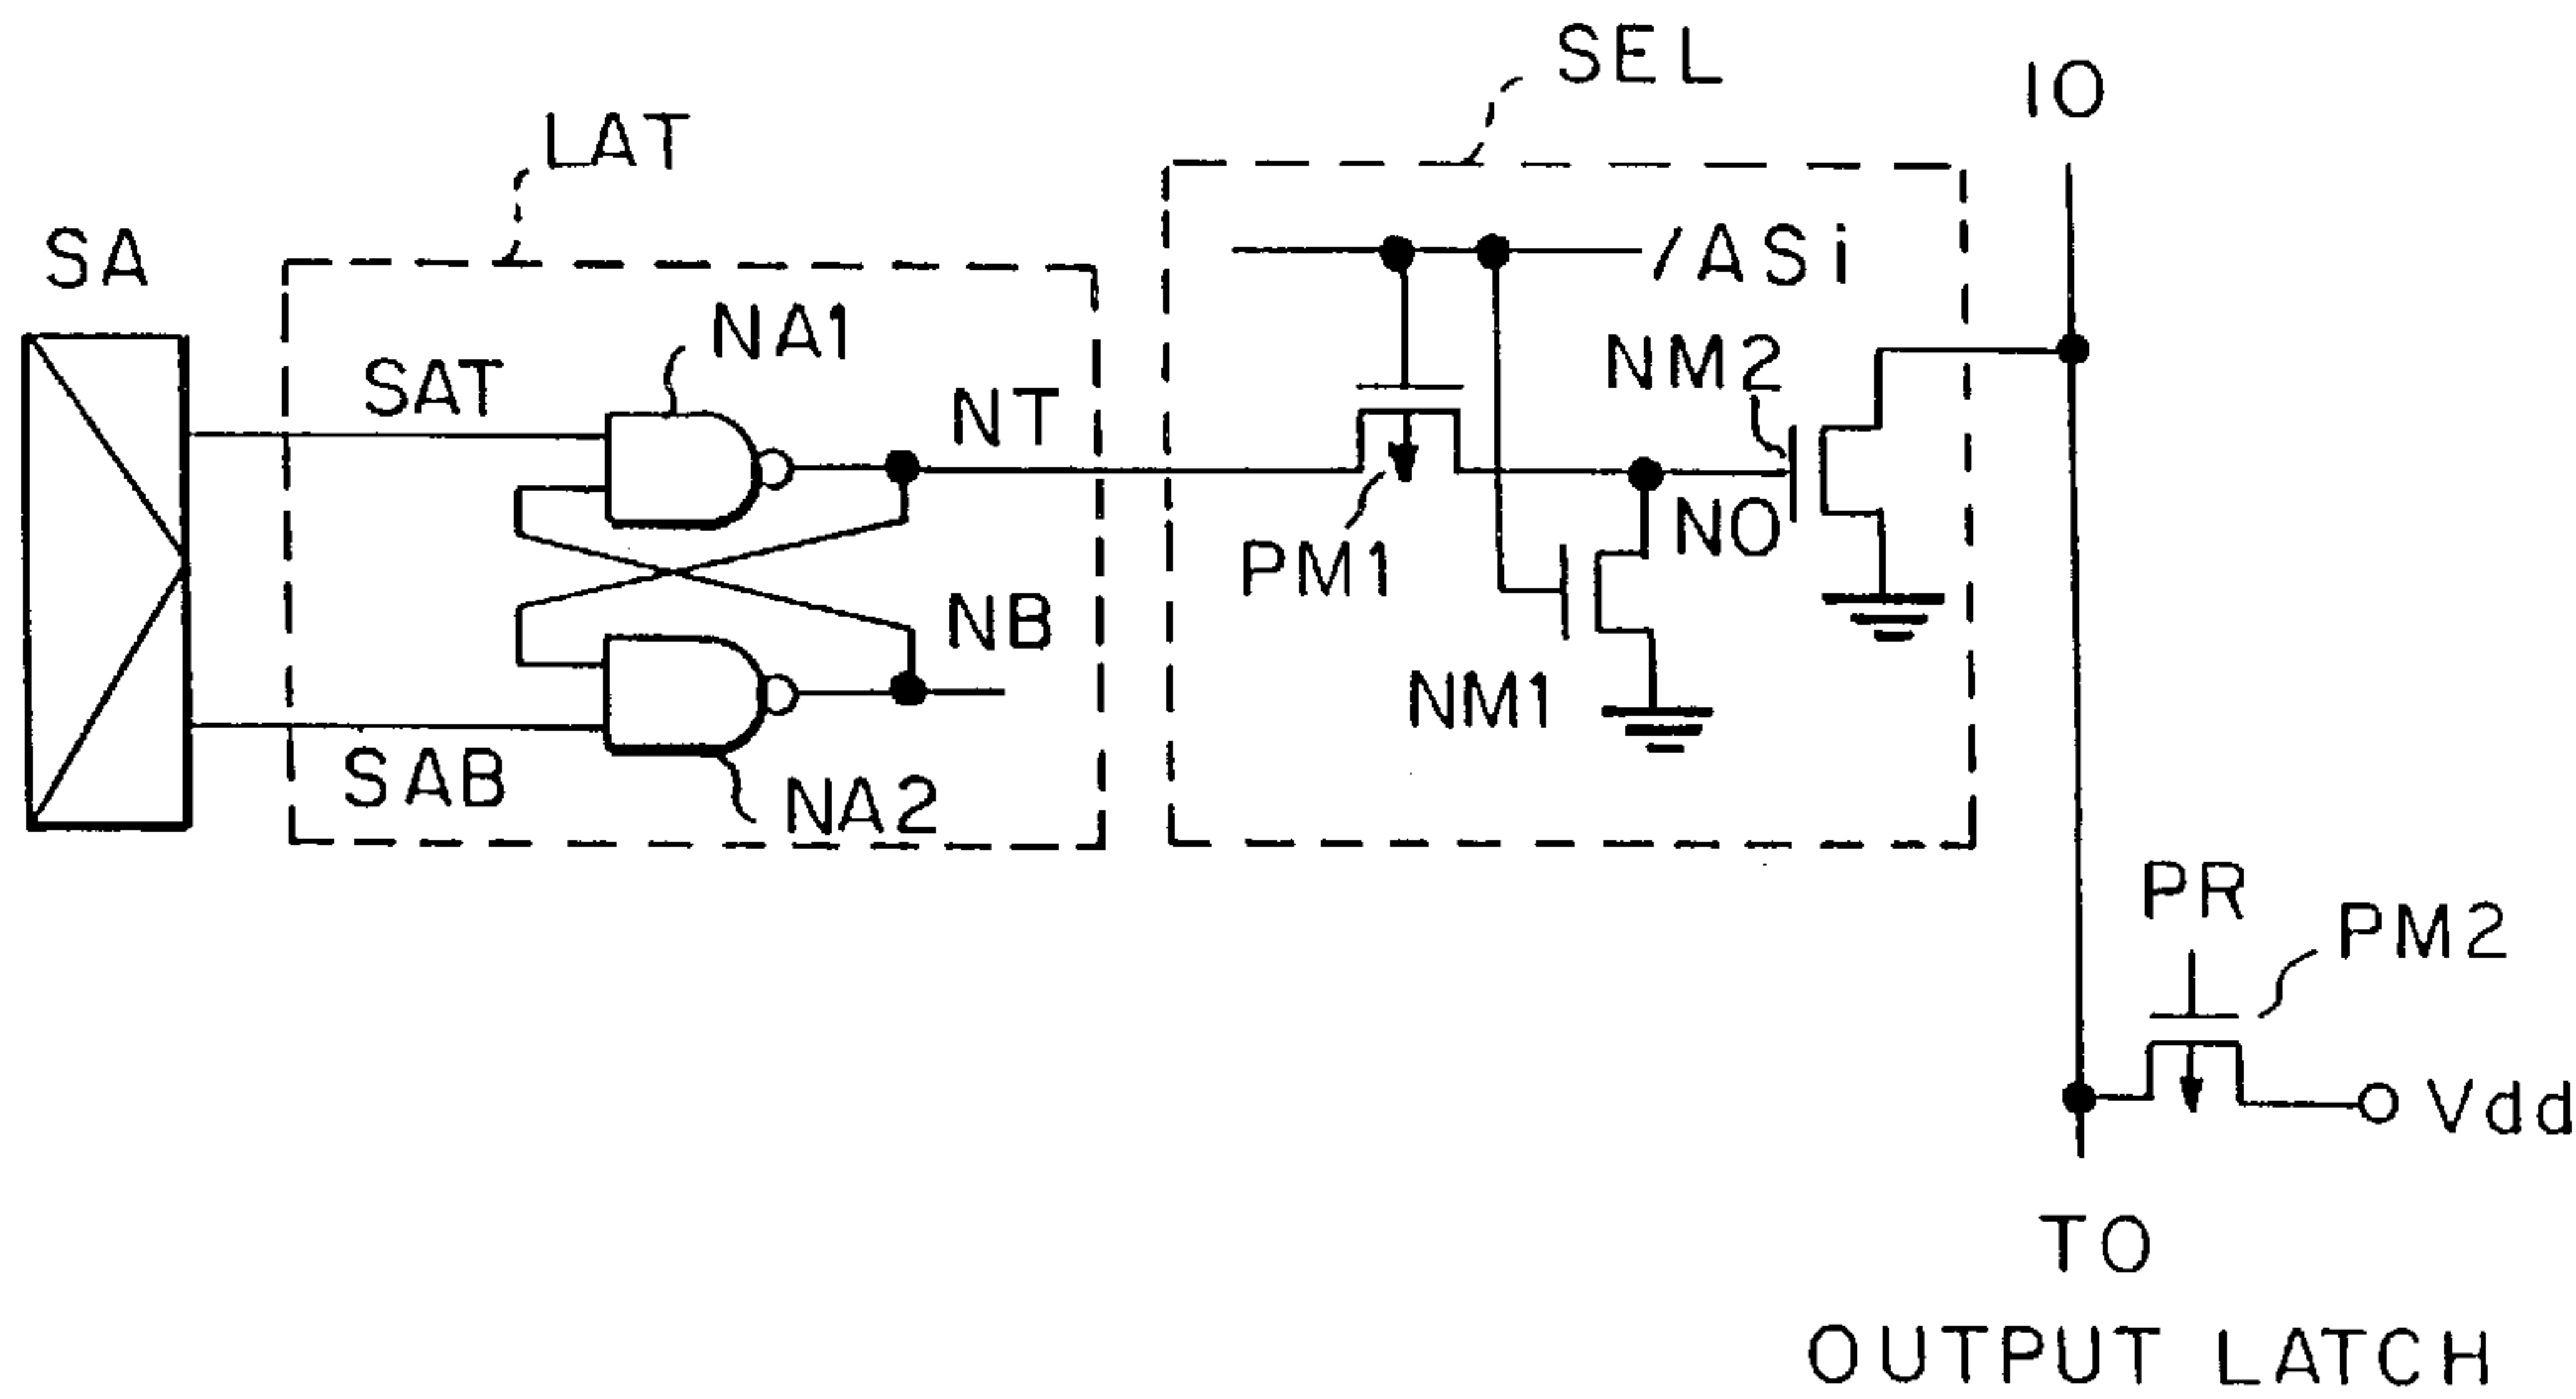 SEL
IO
LAT
SA
/ASi
NA1
SAT
NT
NM2
NO
PM1
NB
NM1
SAB
NA2
PR
PM2
Vdd
TO
OUTPUT LATCH